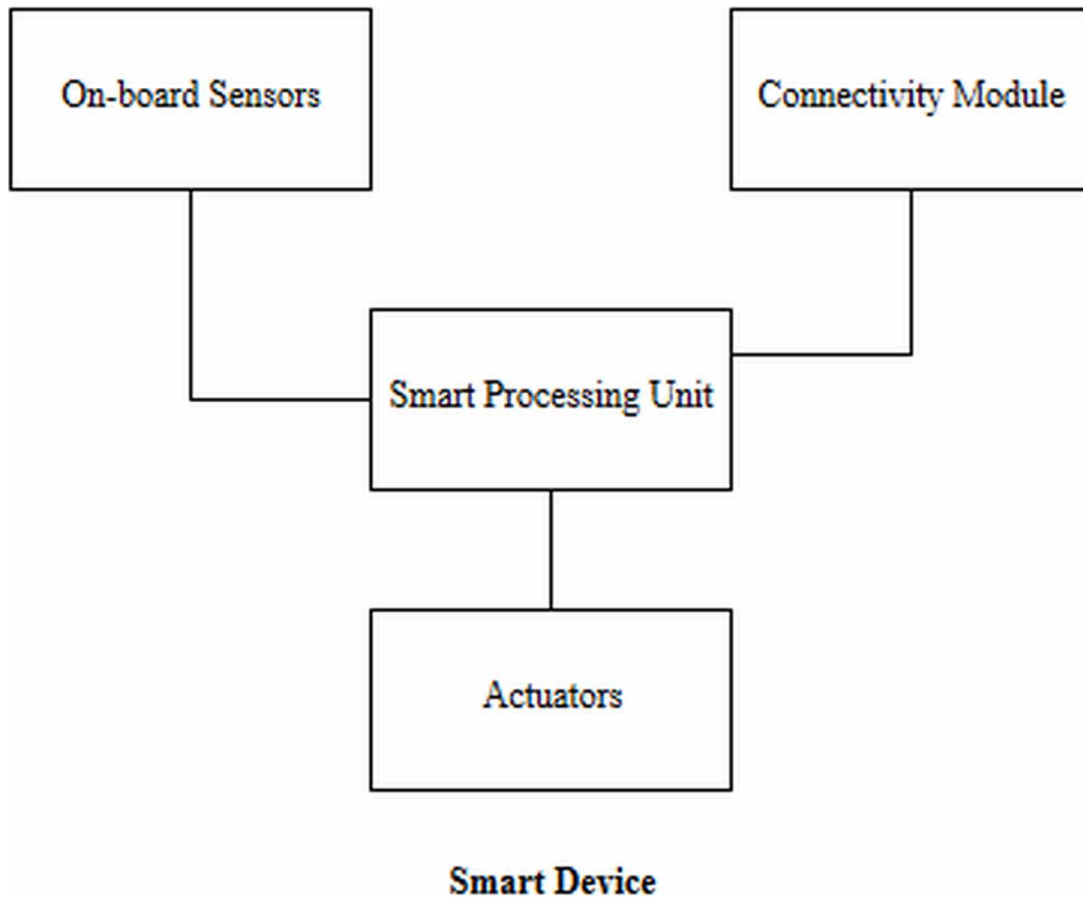 On-board Sensors
Connectivity Module
Smart Processing Unit
Actuators
Smart Device